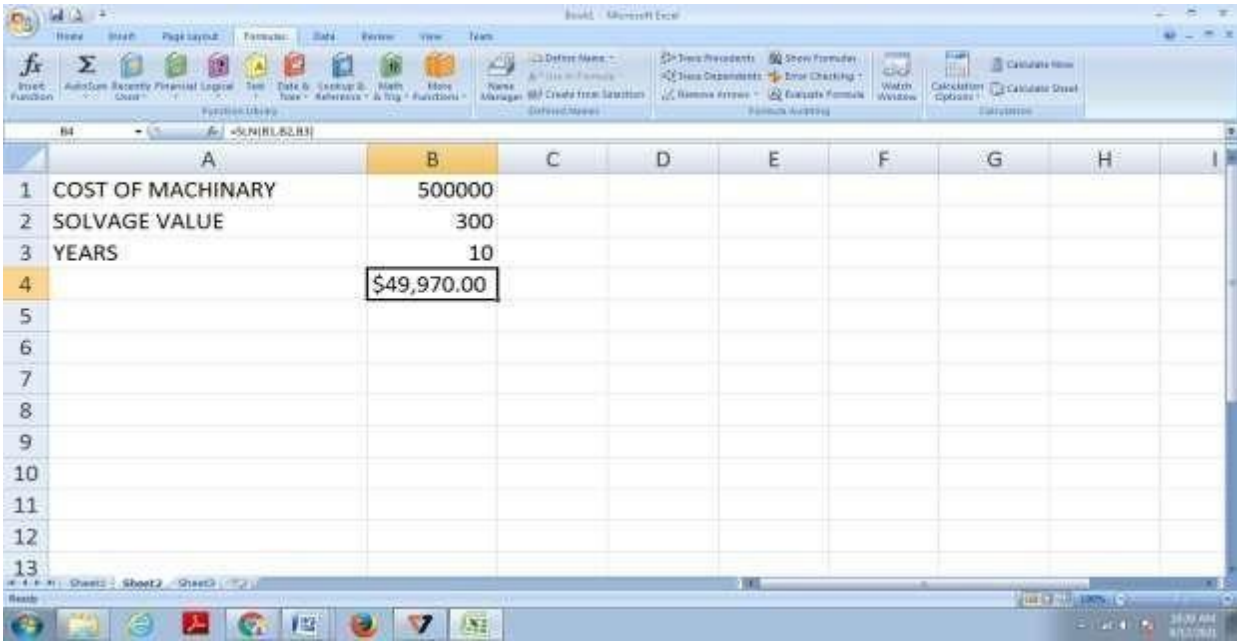 Book1 - Microsoft Excel
Home Insert Page Layout Formulas Data Review View Team
Insert Function
AutoSum Recently Used Financial Logical Text Date & Time Lookup & Reference Math & Trig More Functions
Function Library
Name Manager
Define Name
Use in Formula
Create from Selection
Defined Names
Trace Precedents
Trace Dependents
Remove Arrows
Show Formulas
Error Checking
Evaluate Formula
Watch Window
Formula Auditing
Calculation Options
Calculate Now
Calculate Sheet
Calculation
B4 fx =SLN(B1,B2,B3)
A B C D E F G H I
1 COST OF MACHINARY 500000
2 SOLVAGE VALUE 300
3 YEARS 10
4 $49,970.00
5
6
7
8
9
10
11
12
13
Sheet1 Sheet2 Sheet3
Ready 100%